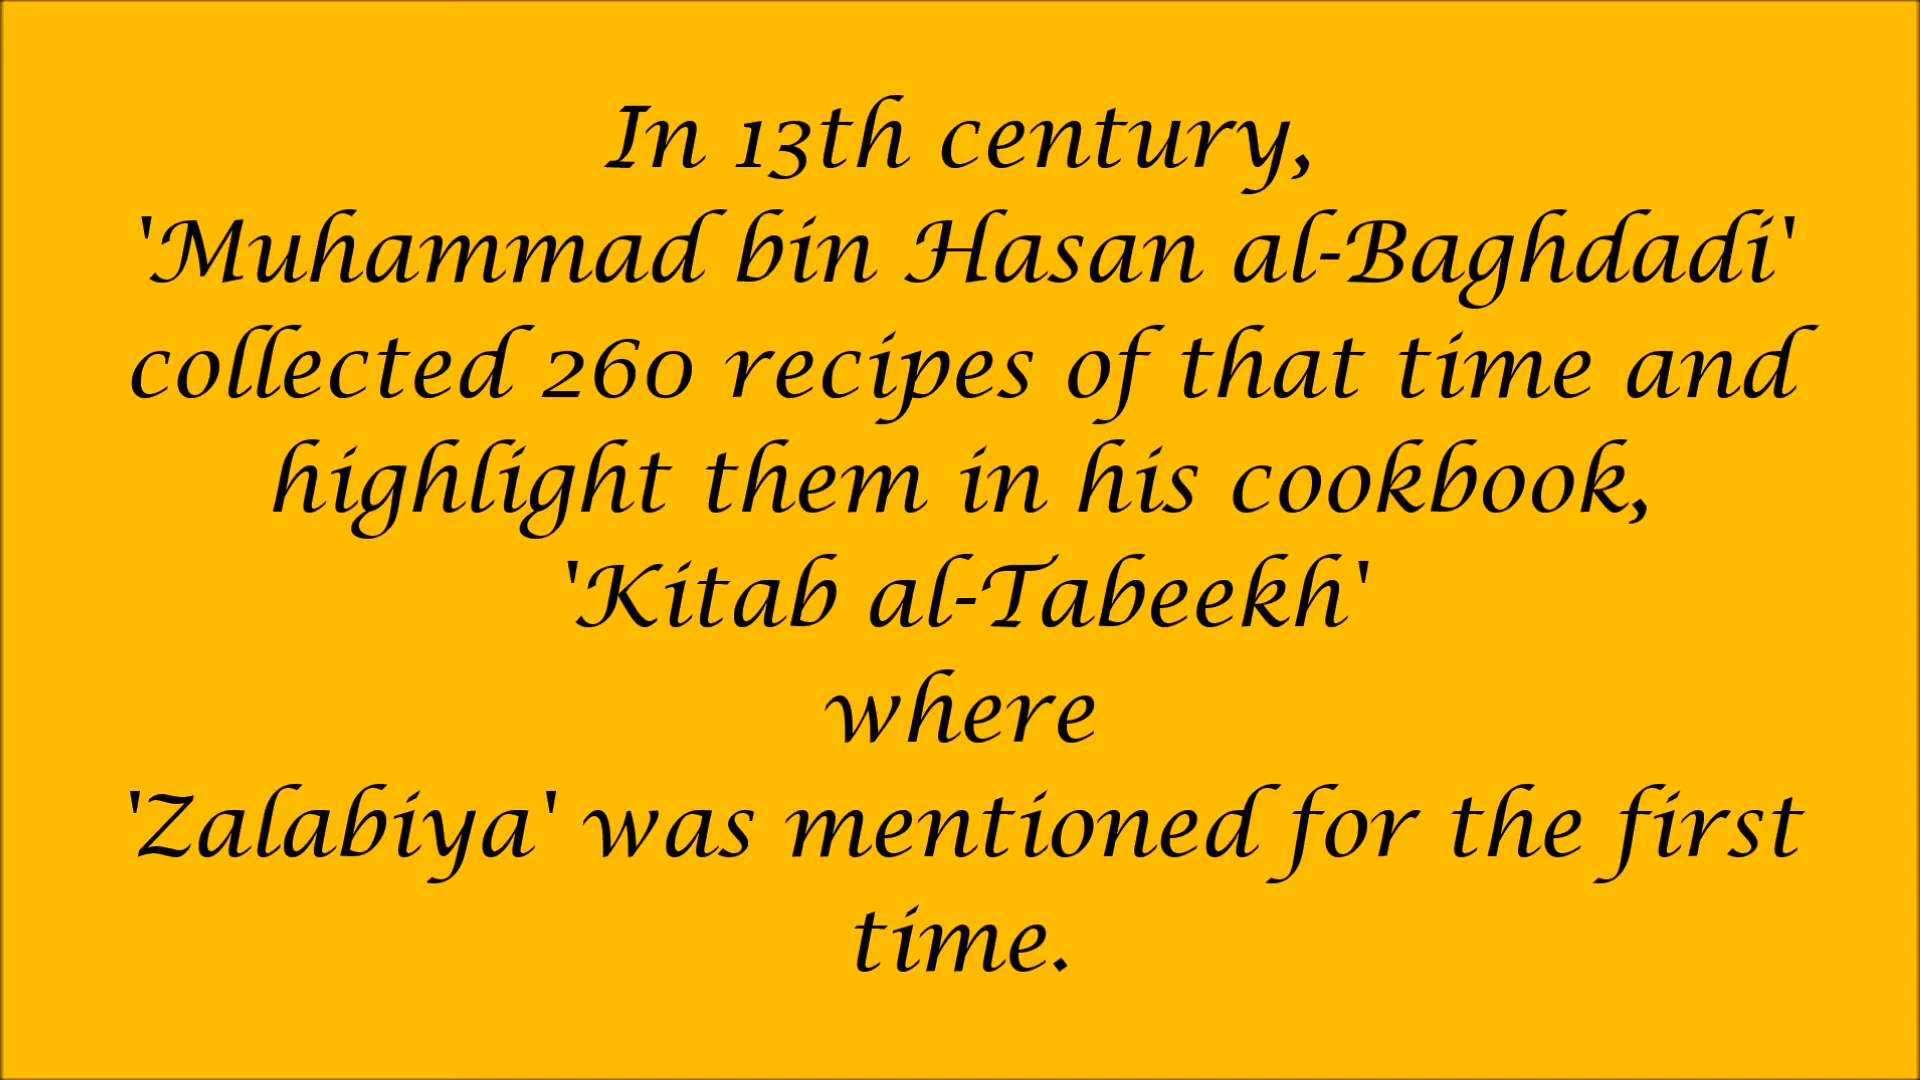 In 13th century,
'Muhammad bin Hasan al-Baghdadi'
collected 260 recipes of that time and
highlight them in his cookbook,
'Kitab al-Tabeekh'
where
'Zalabiya' was mentioned for the first
time.